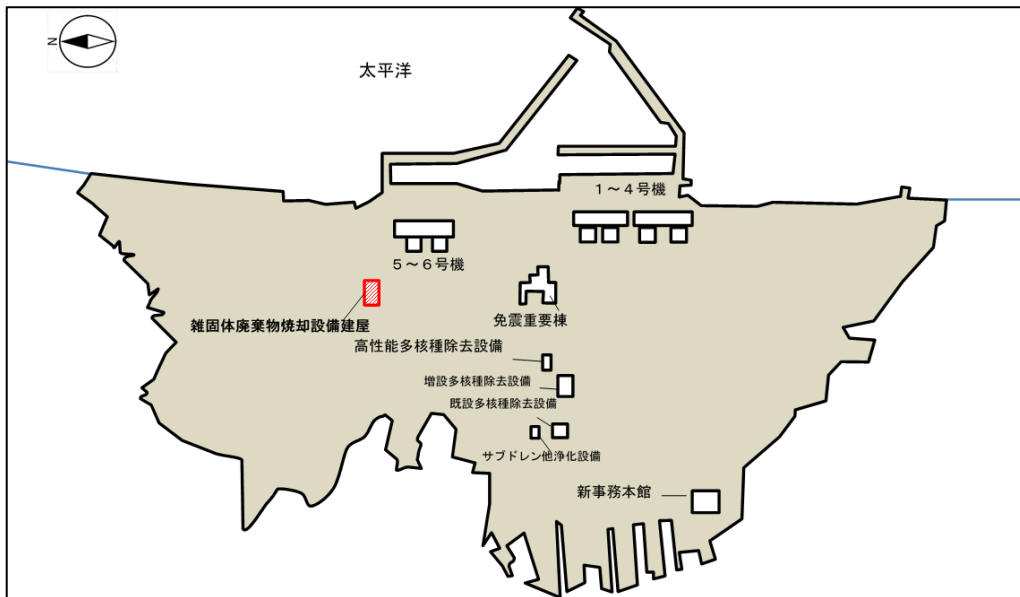 N
太平洋
１～４号機
５～６号機
雑固体廃棄物焼却設備建屋
免震重要棟
高性能多核種除去設備
増設多核種除去設備
既設多核種除去設備
サブドレン他浄化設備
新事務本館